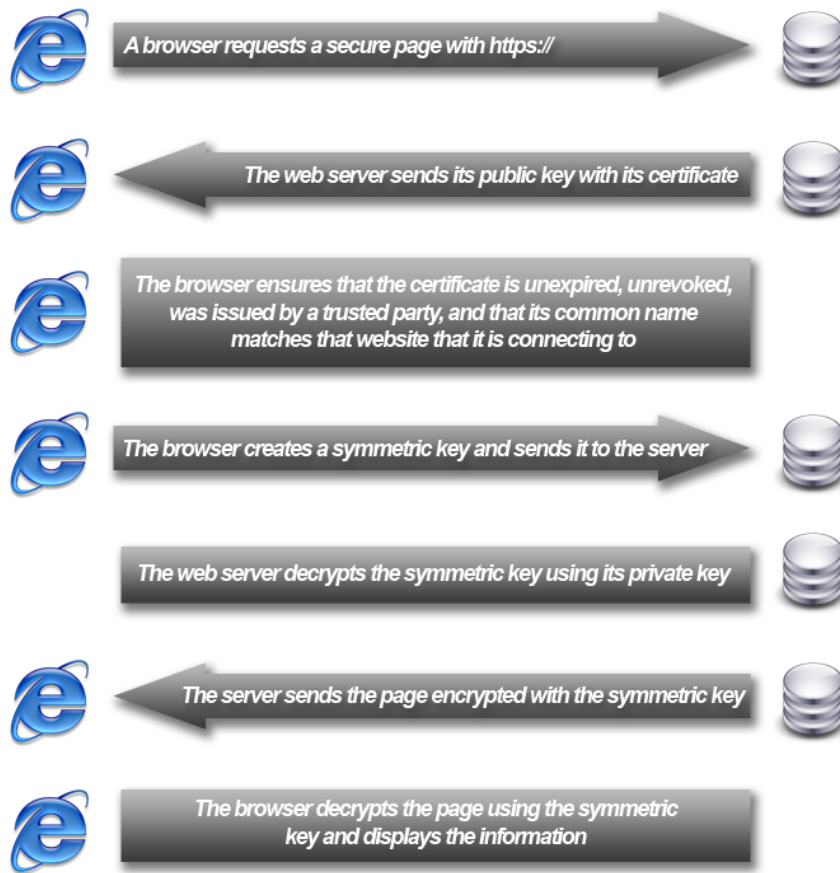 A browser requests a secure page with https://
The web server sends its public key with its certificate
The browser ensures that the certificate is unexpired, unrevoked,
was issued by a trusted party, and that its common name
matches that website that it is connecting to
The browser creates a symmetric key and sends it to the server
The web server decrypts the symmetric key using its private key
The server sends the page encrypted with the symmetric key
The browser decrypts the page using the symmetric
key and displays the information